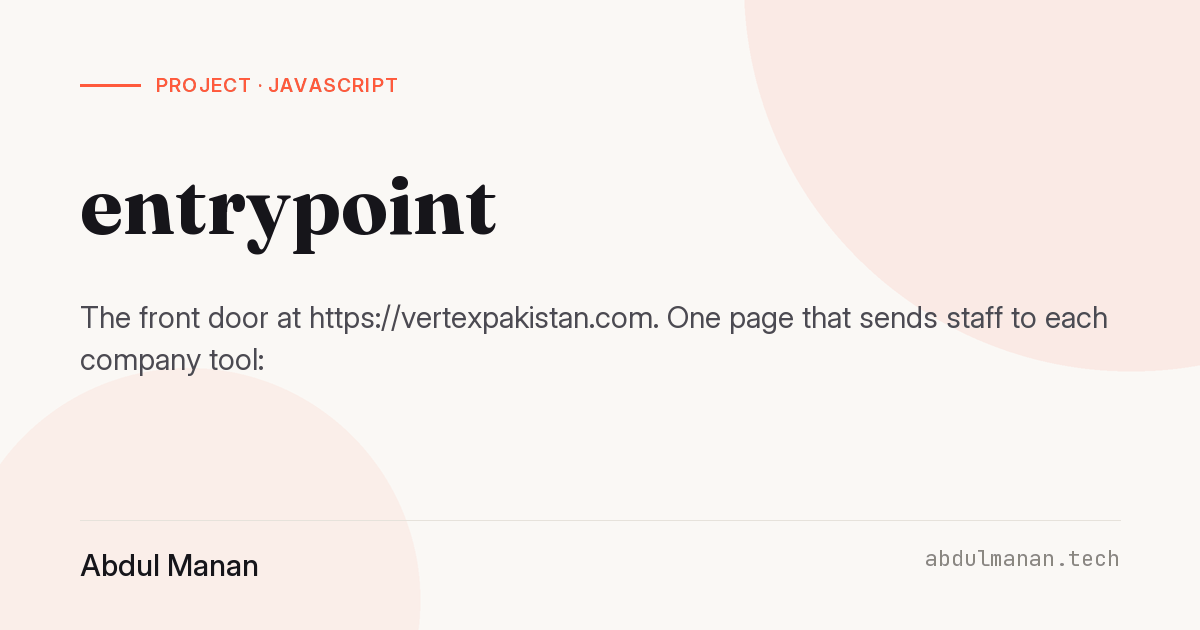 PROJECT · JAVASCRIPT
entrypoint
The front door at https://vertexpakistan.com. One page that sends staff to each
company tool:
Abdul Manan
abdulmanan.tech